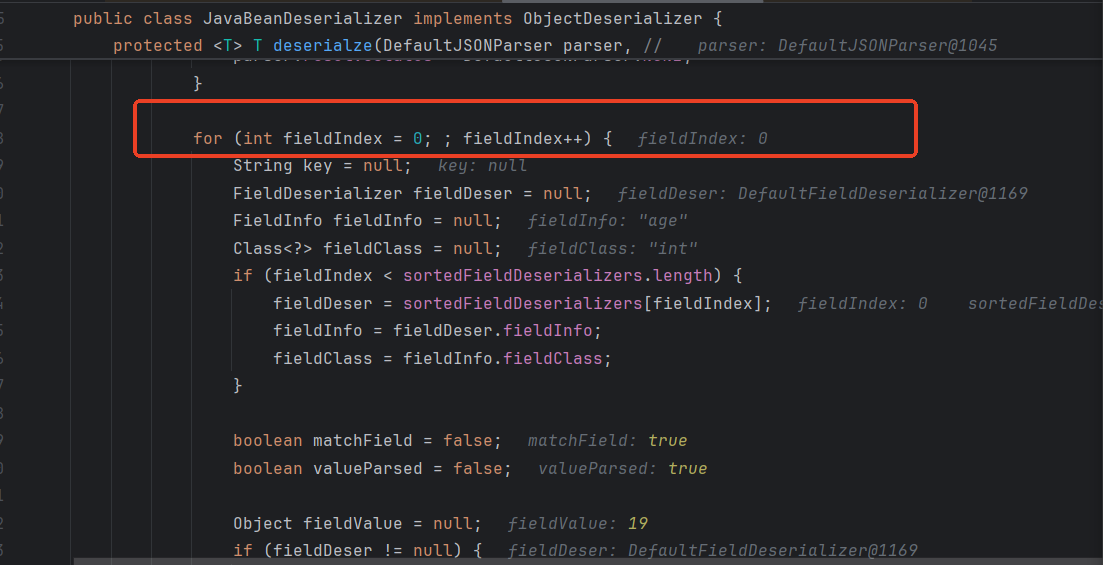 public class JavaBeanDeserializer implements ObjectDeserializer {
protected <T> T deserialze(DefaultJSONParser parser, // parser: DefaultJSONParser@1045
}
for (int fieldIndex = 0; ; fieldIndex++) { fieldIndex: 0
String key = null; key: null
FieldDeserializer fieldDeser = null; fieldDeser: DefaultFieldDeserializer@1169
FieldInfo fieldInfo = null; fieldInfo: "age"
Class<?> fieldClass = null; fieldClass: "int"
if (fieldIndex < sortedFieldDeserializers.length) {
fieldDeser = sortedFieldDeserializers[fieldIndex]; fieldIndex: 0 sortedFieldDes
fieldInfo = fieldDeser.fieldInfo;
fieldClass = fieldInfo.fieldClass;
}
boolean matchField = false; matchField: true
boolean valueParsed = false; valueParsed: true
Object fieldValue = null; fieldValue: 19
if (fieldDeser != null) { fieldDeser: DefaultFieldDeserializer@1169